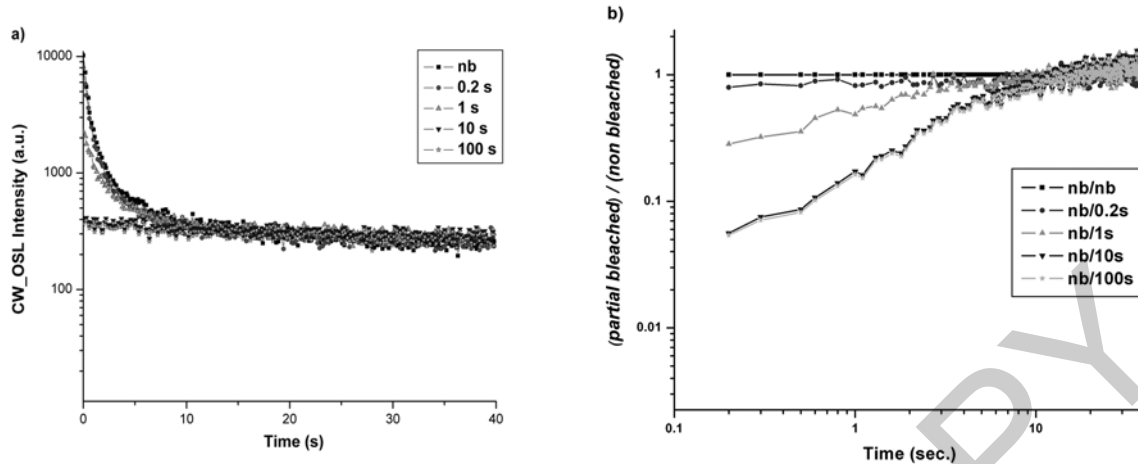 a)
CW_OSL Intensity (a.u.)
10000
1000
100
0
10
20
30
40
Time (s)
nb
0.2 s
1 s
10 s
100 s
b)
(partial bleached) / (non bleached)
1
0.1
0.01
0.1
1
10
Time (sec.)
nb/nb
nb/0.2s
nb/1s
nb/10s
nb/100s
DY